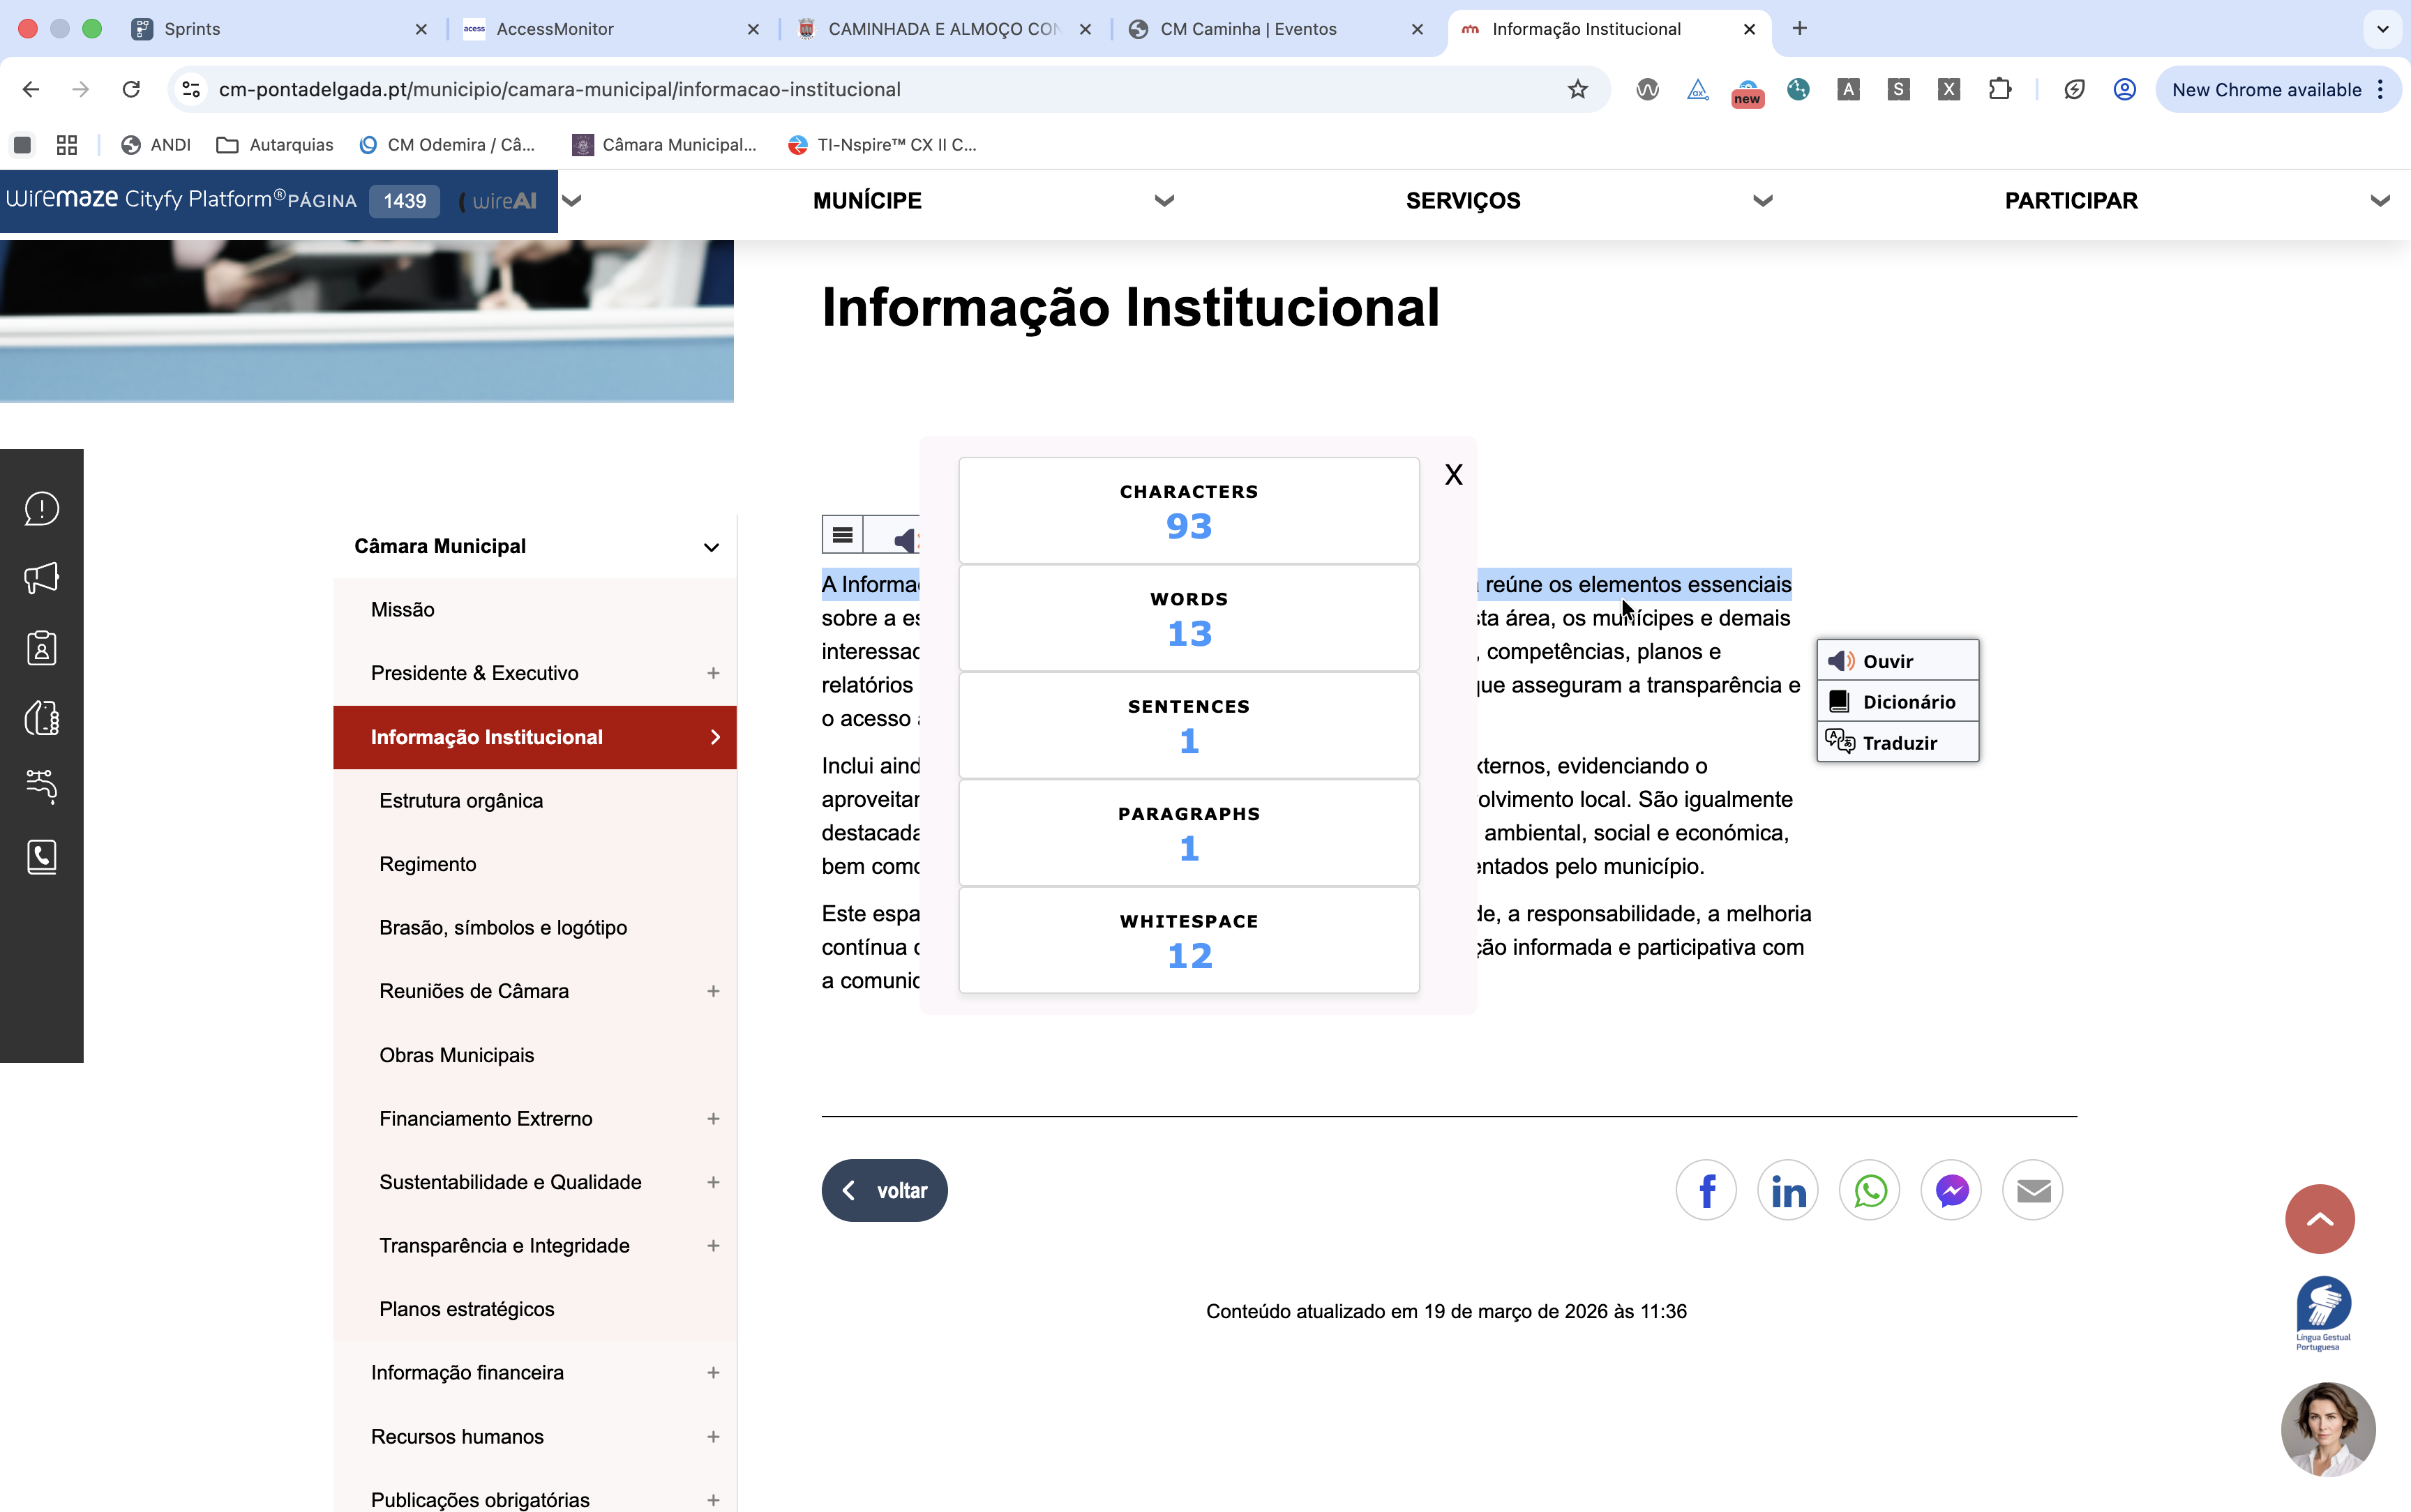 Sprints
AccessMonitor
CAMINHADA E ALMOÇO CON
CM Caminha | Eventos
Informação Institucional
cm-pontadelgada.pt/municipio/camara-municipal/informacao-institucional
new
A
S
X
New Chrome available
ANDI
Autarquias
CM Odemira / Câ...
Câmara Municipal...
TI-Nspire™ CX II C...
wiremaze Cityfy Platform® PÁGINA 1439 wireAI
MUNÍCIPE
SERVIÇOS
PARTICIPAR
Informação Institucional
Câmara Municipal
Missão
Presidente & Executivo
Informação Institucional
Estrutura orgânica
Regimento
Brasão, símbolos e logótipo
Reuniões de Câmara
Obras Municipais
Financiamento Extrerno
Sustentabilidade e Qualidade
Transparência e Integridade
Planos estratégicos
Informação financeira
Recursos humanos
Publicações obrigatórias
X
CHARACTERS
93
WORDS
13
SENTENCES
1
PARAGRAPHS
1
WHITESPACE
12
A Informa reúne os elementos essenciais
sobre a es ta área, os munícipes e demais
interessad , competências, planos e
relatórios que asseguram a transparência e
o acesso
Inclui aind xternos, evidenciando o
aproveitar olvimento local. São igualmente
destacada ambiental, social e económica,
bem como entados pelo município.
Este espa de, a responsabilidade, a melhoria
contínua ção informada e participativa com
a comunic
Ouvir
Dicionário
Traduzir
voltar
Conteúdo atualizado em 19 de março de 2026 às 11:36
Língua Gestual
Portuguesa